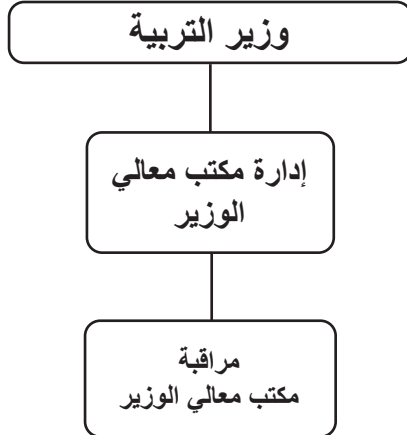 وزير التربية
إدارة مكتب معالي
الوزير
مراقبة
مكتب معالي الوزير